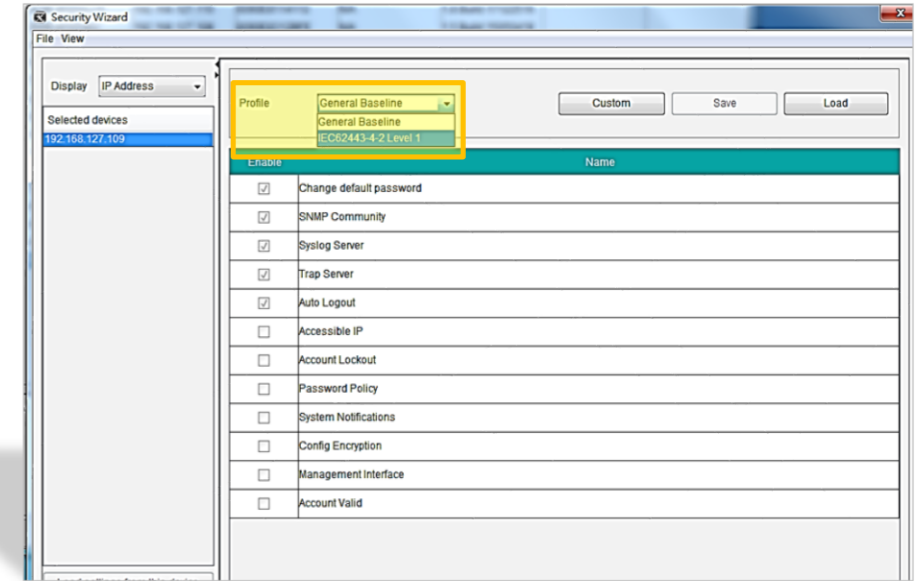 Security Wizard
File View
Display IP Address
Selected devices
192.168.127.109
Profile General Baseline
General Baseline
IEC62443-4-2 Level 1
Custom Save Load
Enable Name
Change default password
SNMP Community
Syslog Server
Trap Server
Auto Logout
Accessible IP
Account Lockout
Password Policy
System Notifications
Config Encryption
Management Interface
Account Valid